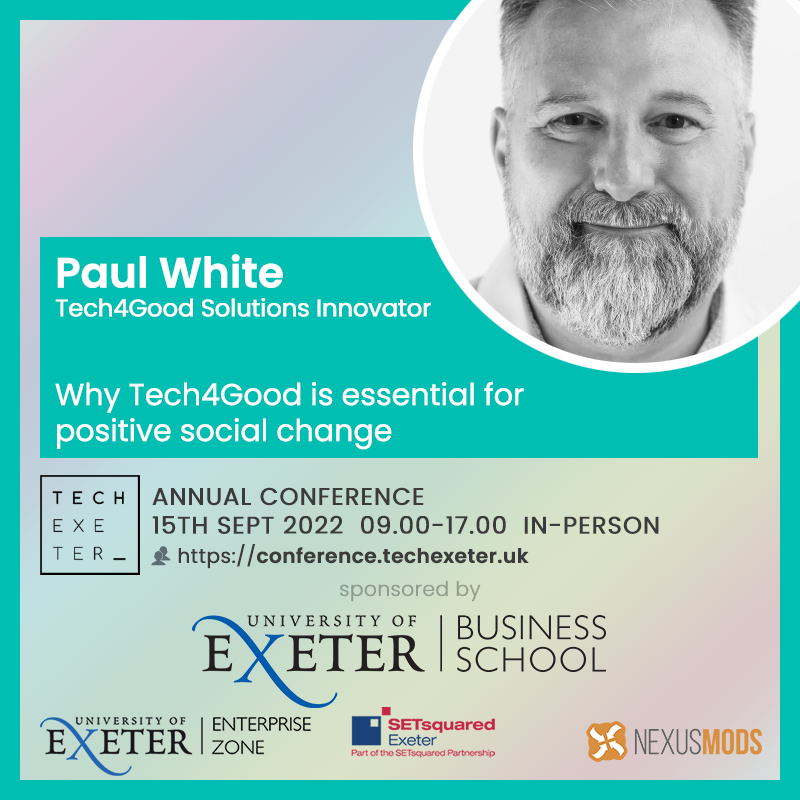 Paul White
Tech4Good Solutions Innovator
Why Tech4Good is essential for
positive social change
TECH
EXE
TER_
ANNUAL CONFERENCE
15TH SEPT 2022 09.00-17.00 IN-PERSON
https://conference.techexeter.uk
sponsored by
UNIVERSITY OF
EXETER
BUSINESS
SCHOOL
UNIVERSITY OF
EXETER
ENTERPRISE
ZONE
SETsquared
Exeter
Part of the SETsquared Partnership
NEXUSMODS